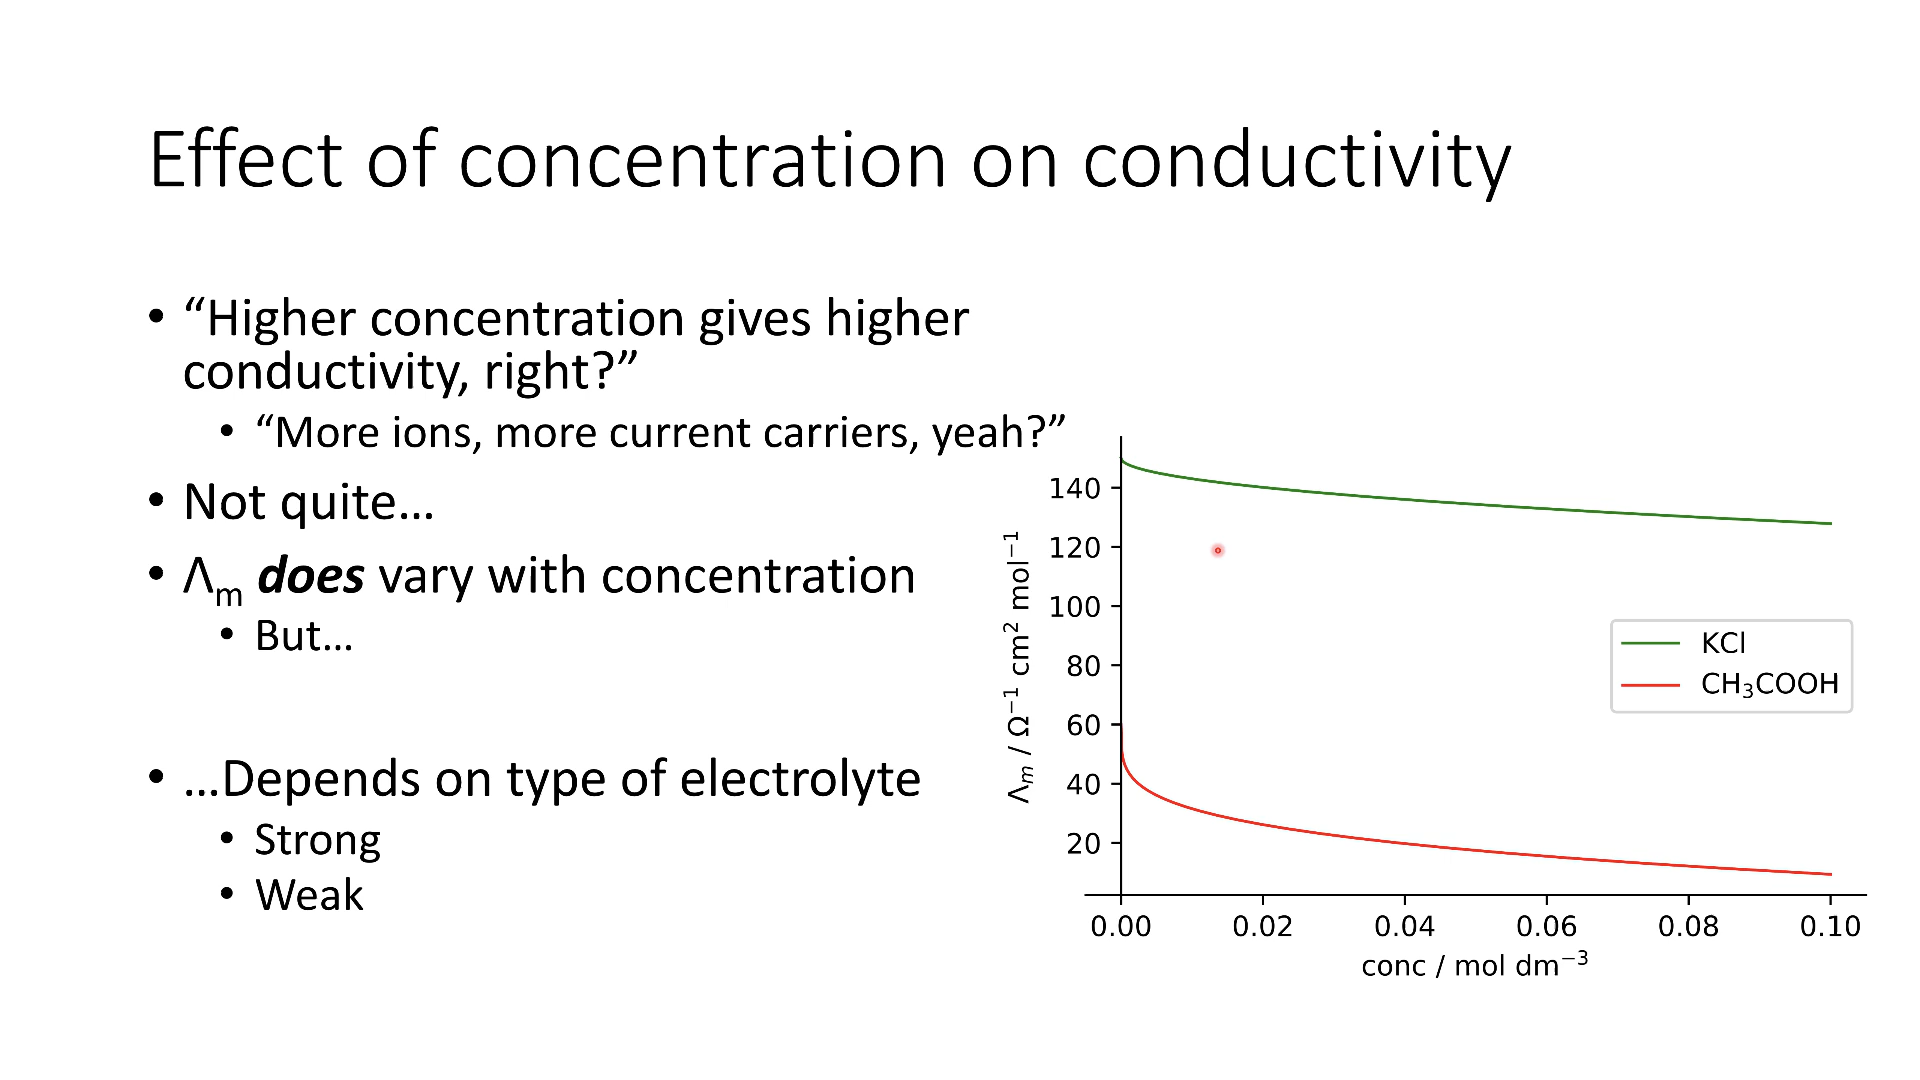 Effect of concentration on conductivity
• “Higher concentration gives higher
conductivity, right?”
• “More ions, more current carriers, yeah?”
• Not quite…
• Λₘ does vary with concentration
• But…
• …Depends on type of electrolyte
• Strong
• Weak
Λₘ / Ω⁻¹ cm² mol⁻¹
140
120
100
80
60
40
20
KCl
CH₃COOH
0.00 0.02 0.04 0.06 0.08 0.10
conc / mol dm⁻³